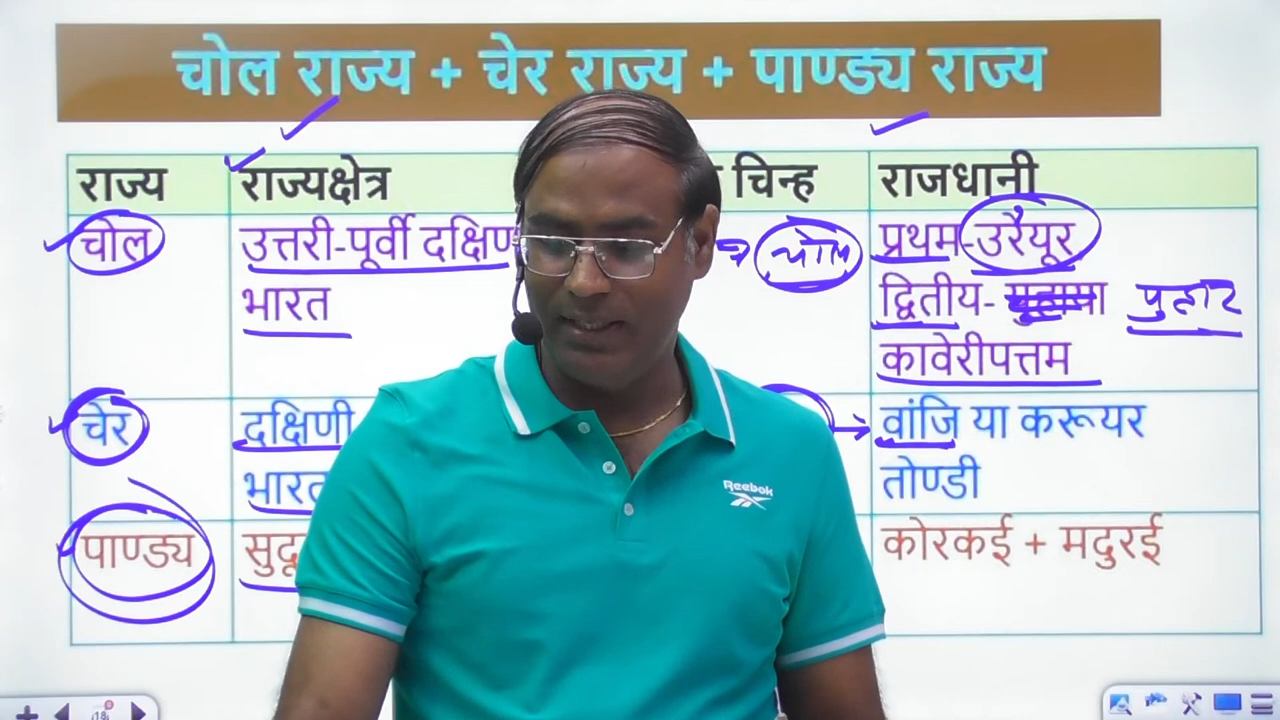 चोल राज्य + चेर राज्य + पाण्ड्य राज्य
राज्य राज्यक्षेत्र चिन्ह राजधानी
चोल उत्तरी-पूर्वी दक्षिण प्रथम-उरैयूर
भारत द्वितीय- पुहार
कावेरीपत्तम
चेर दक्षिणी वांजि या करूयर
भारत तोण्डी
पाण्ड्य सुदू कोरकई + मदुरई
Reebok